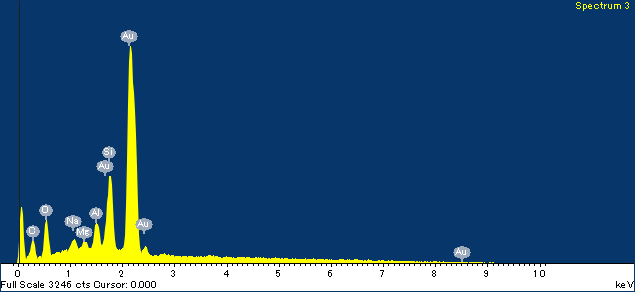 Spectrum 3
Au
Si
Au
O
Al
Na
Au
C
Mg
Au
0 1 2 3 4 5 6 7 8 9 10
Full Scale 3246 cts Cursor: 0.000 keV